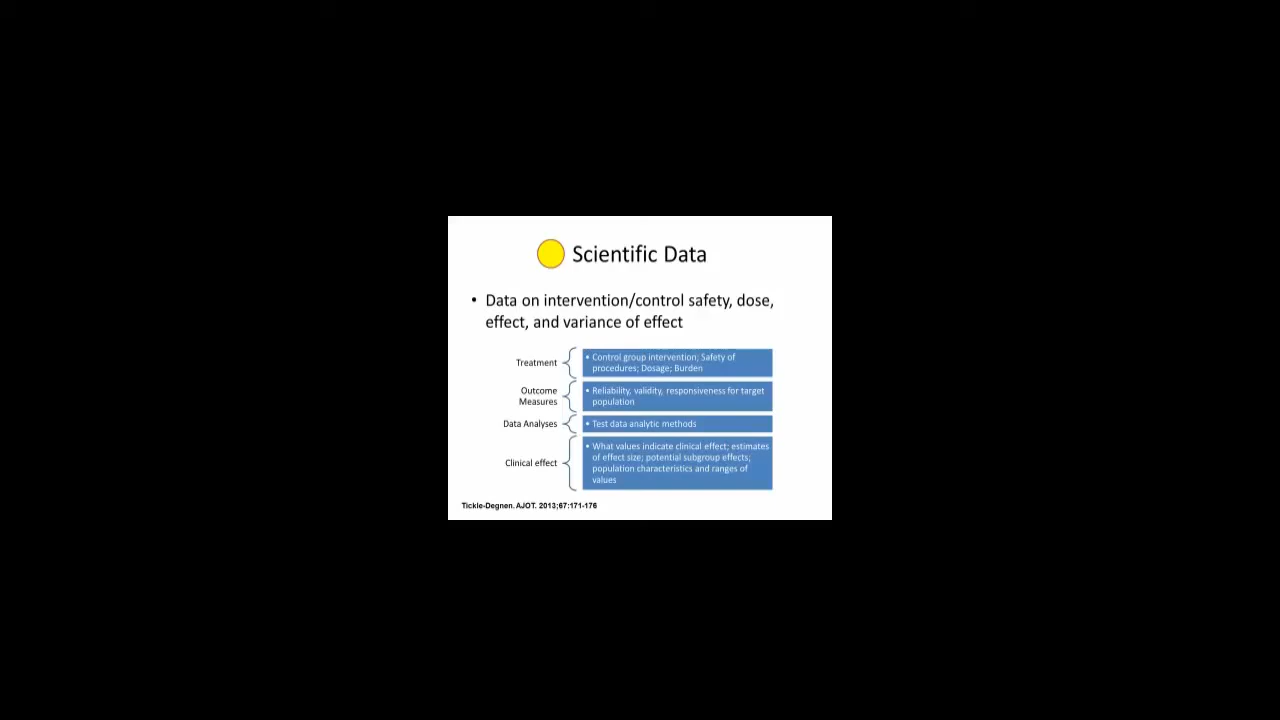 Scientific Data
• Data on intervention/control safety, dose,
effect, and variance of effect
Treatment
• Control group intervention; Safety of
procedures; Dosage; Burden
Outcome
Measures
• Reliability, validity, responsiveness for target
population
Data Analyses
• Test data analytic methods
Clinical effect
• What values indicate clinical effect; estimates
of effect size; potential subgroup effects;
population characteristics and ranges of
values
Tickle-Degnen. AJOT. 2013;67:171-176